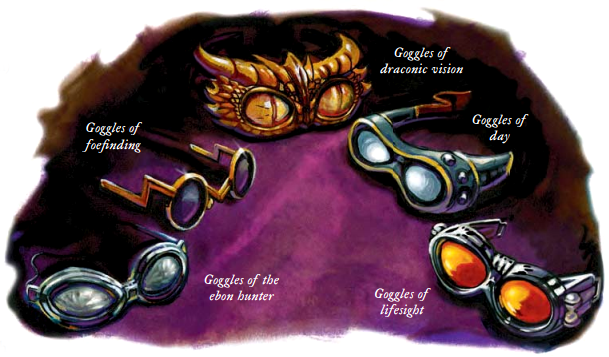 Goggles of
draconic vision
Goggles of
day
Goggles of
foefinding
Goggles of the
ebon hunter
Goggles of
lifesight